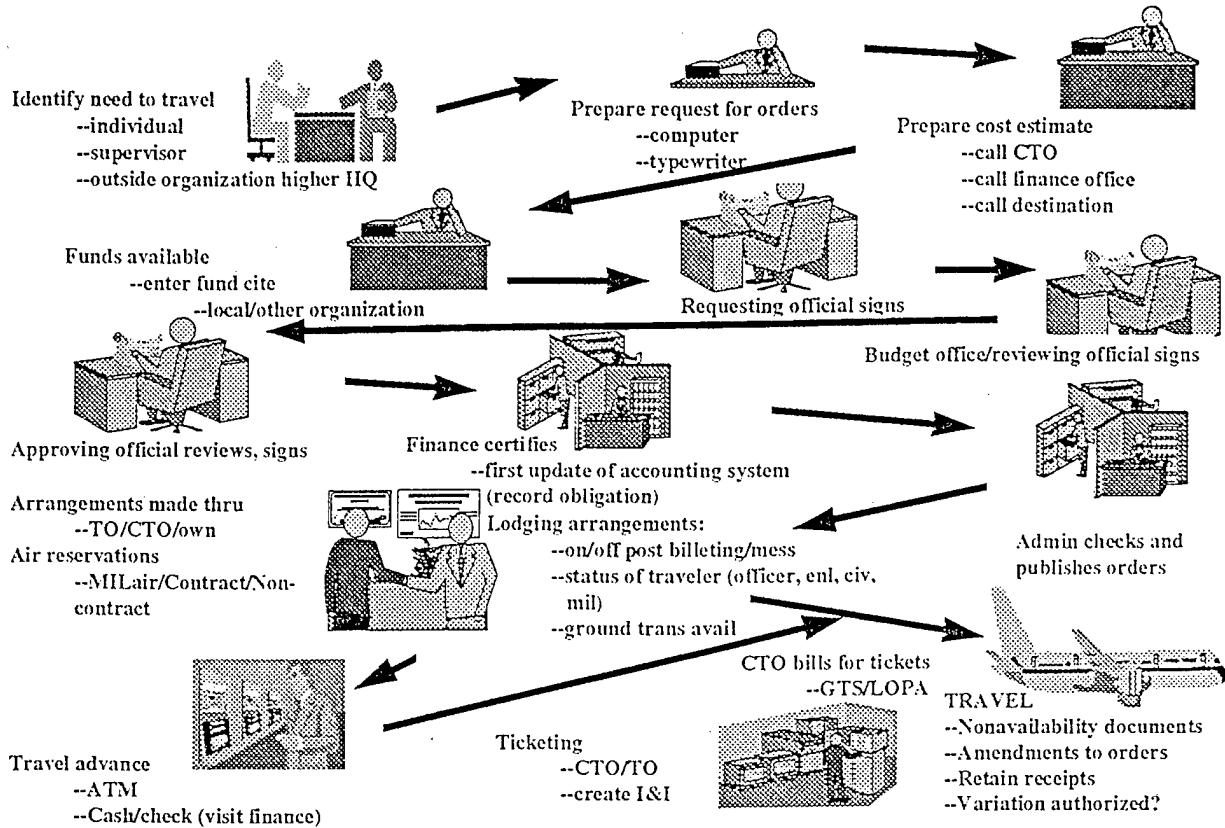 Identify need to travel
--individual
--supervisor
--outside organization higher HQ
Prepare request for orders
--computer
--typewriter
Prepare cost estimate
--call CTO
--call finance office
--call destination
Funds available
--enter fund cite
--local/other organization
Requesting official signs
Budget office/reviewing official signs
Approving official reviews, signs
Finance certifies
--first update of accounting system
(record obligation)
Admin checks and
publishes orders
Arrangements made thru
--TO/CTO/own
Air reservations
--MILair/Contract/Non-
contract
Lodging arrangements:
--on/off post billeting/mess
--status of traveler (officer, enl, civ,
mil)
--ground trans avail
Travel advance
--ATM
--Cash/check (visit finance)
Ticketing
--CTO/TO
--create I&I
CTO bills for tickets
--GTS/LOPA
TRAVEL
--Nonavailability documents
--Amendments to orders
--Retain receipts
--Variation authorized?